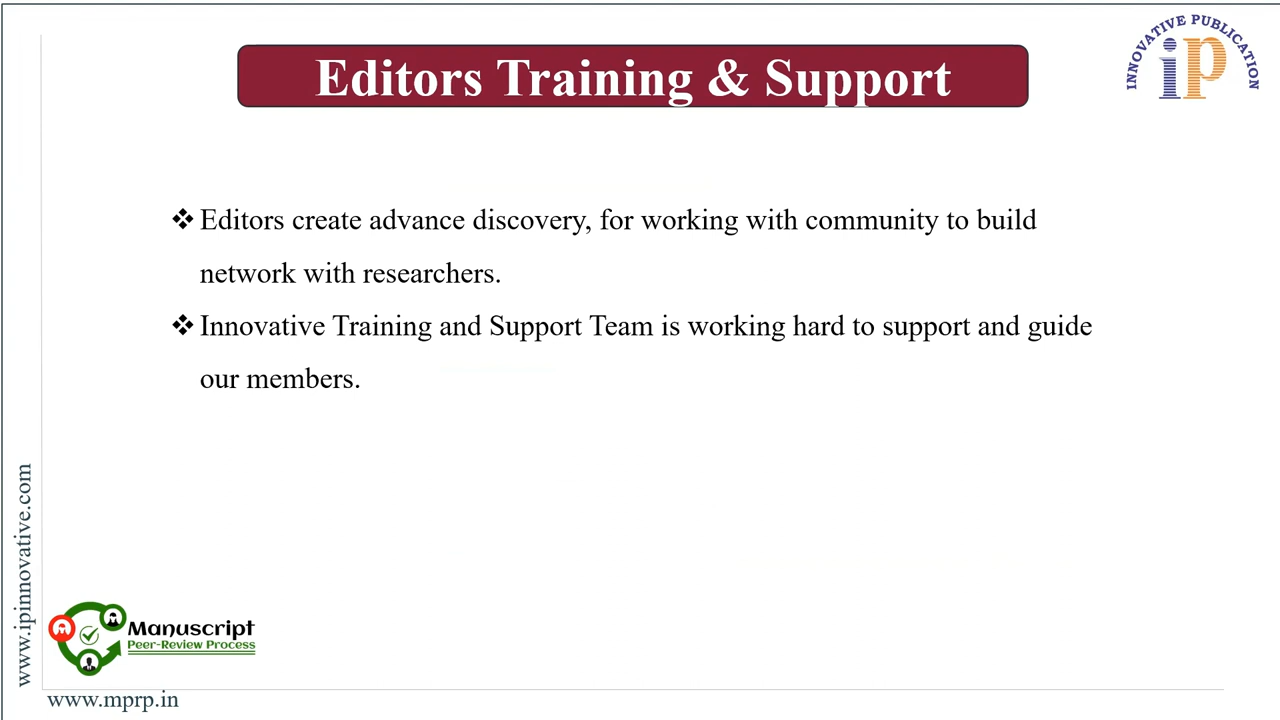 INNOVATIVE PUBLICATION
iP
Editors Training & Support
❖ Editors create advance discovery, for working with community to build
network with researchers.
❖ Innovative Training and Support Team is working hard to support and guide
our members.
www.ipinnovative.com
Manuscript
Peer-Review Process
www.mprp.in